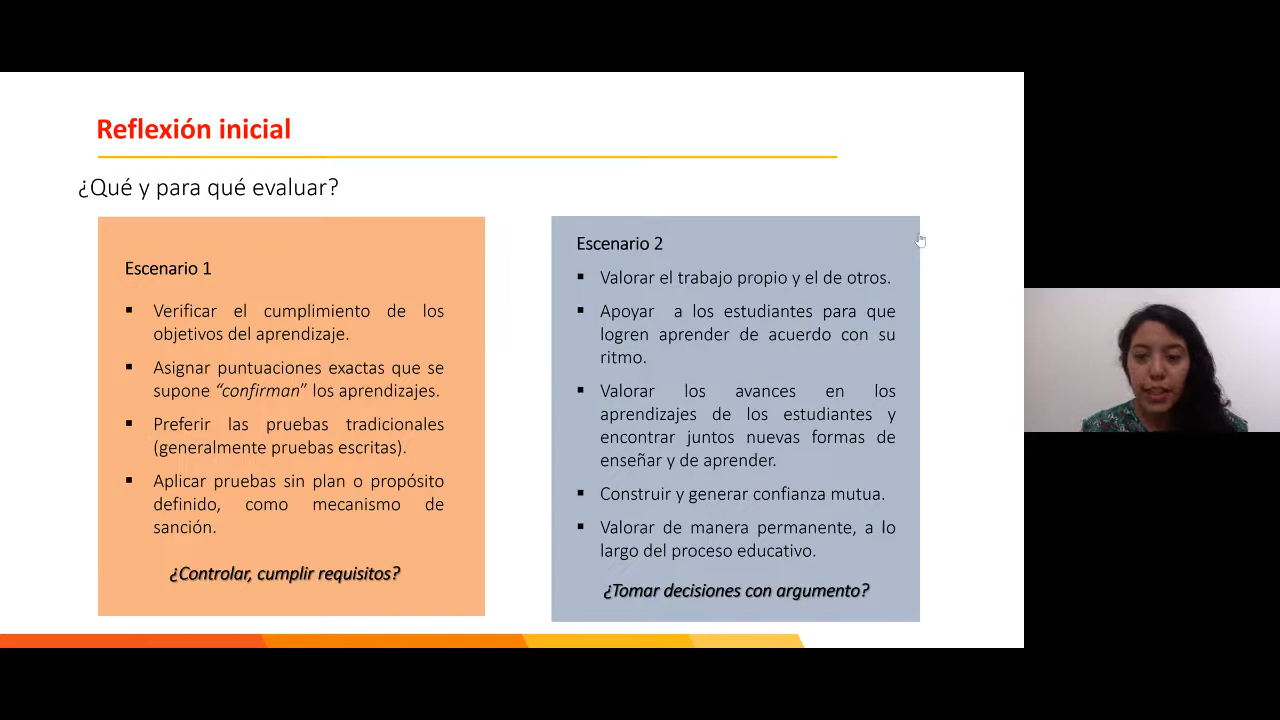 Reflexión inicial
¿Qué y para qué evaluar?
Escenario 1
▪ Verificar el cumplimiento de los
objetivos del aprendizaje.
▪ Asignar puntuaciones exactas que se
supone “confirman” los aprendizajes.
▪ Preferir las pruebas tradicionales
(generalmente pruebas escritas).
▪ Aplicar pruebas sin plan o propósito
definido, como mecanismo de
sanción.
¿Controlar, cumplir requisitos?
Escenario 2
▪ Valorar el trabajo propio y el de otros.
▪ Apoyar a los estudiantes para que
logren aprender de acuerdo con su
ritmo.
▪ Valorar los avances en los
aprendizajes de los estudiantes y
encontrar juntos nuevas formas de
enseñar y de aprender.
▪ Construir y generar confianza mutua.
▪ Valorar de manera permanente, a lo
largo del proceso educativo.
¿Tomar decisiones con argumento?